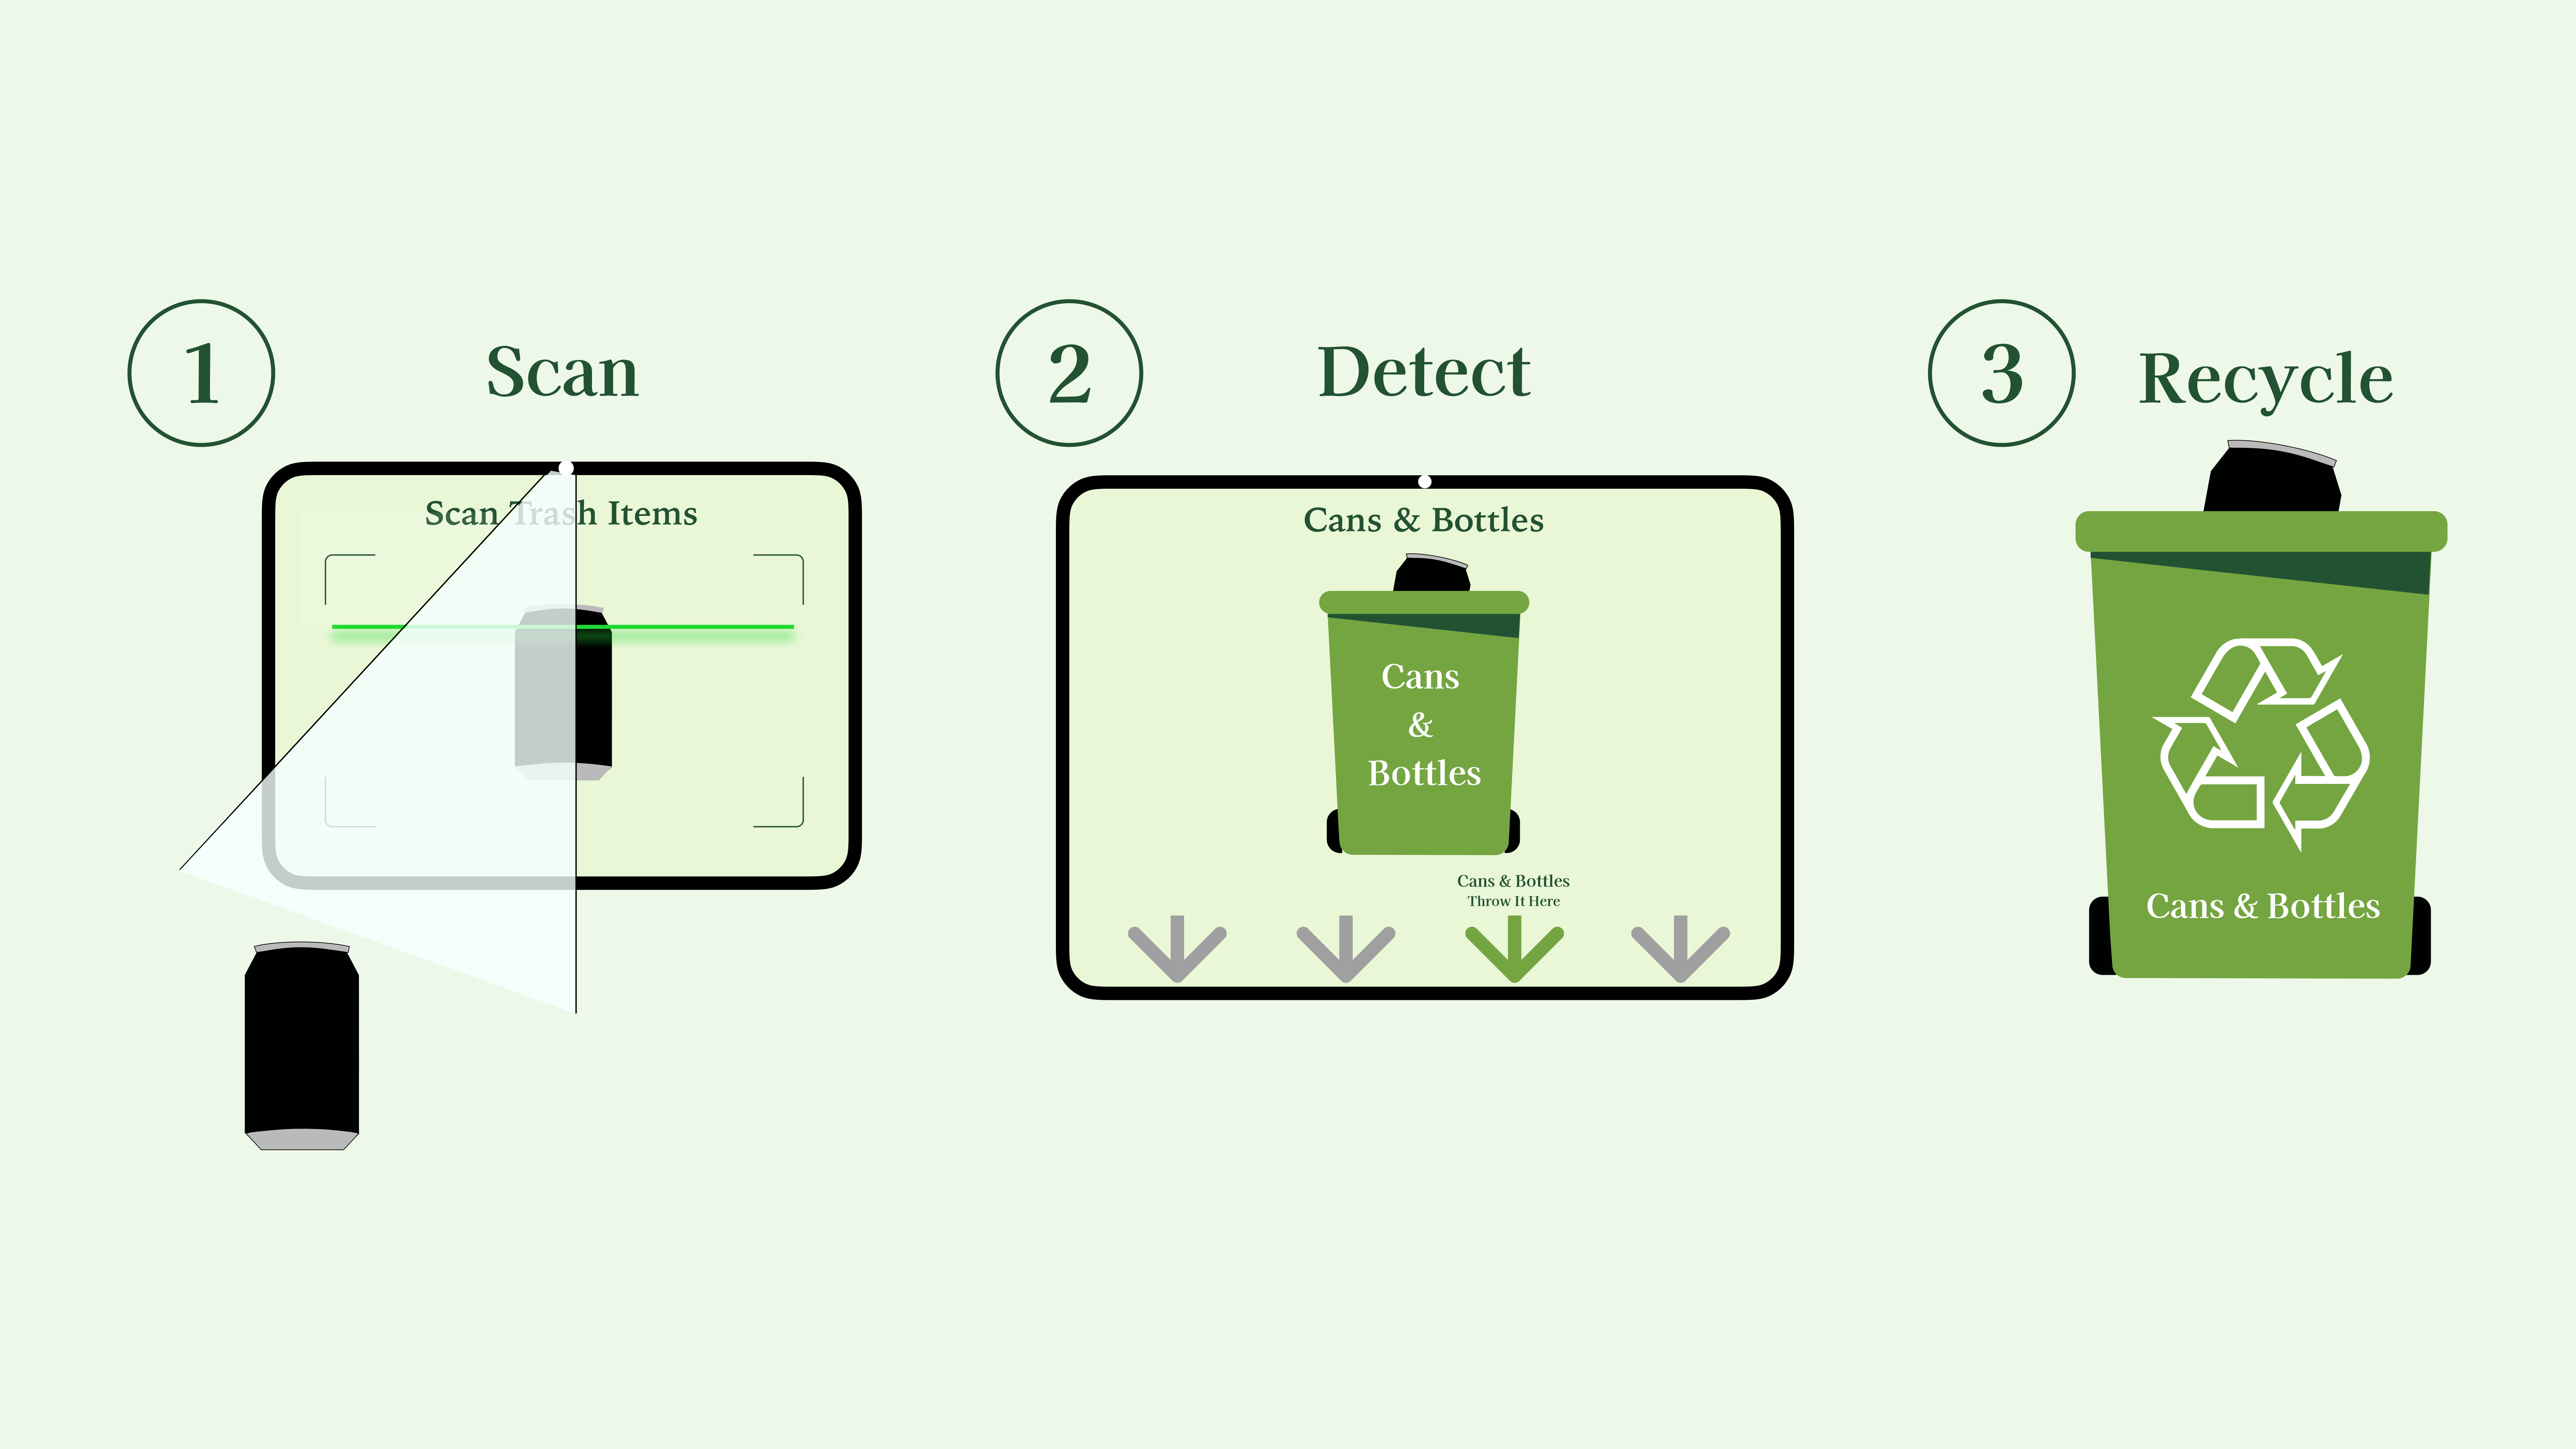 1
Scan
Scan Trash Items
2
Detect
Cans & Bottles
Cans
&
Bottles
Cans & Bottles
Throw It Here
3
Recycle
Cans & Bottles